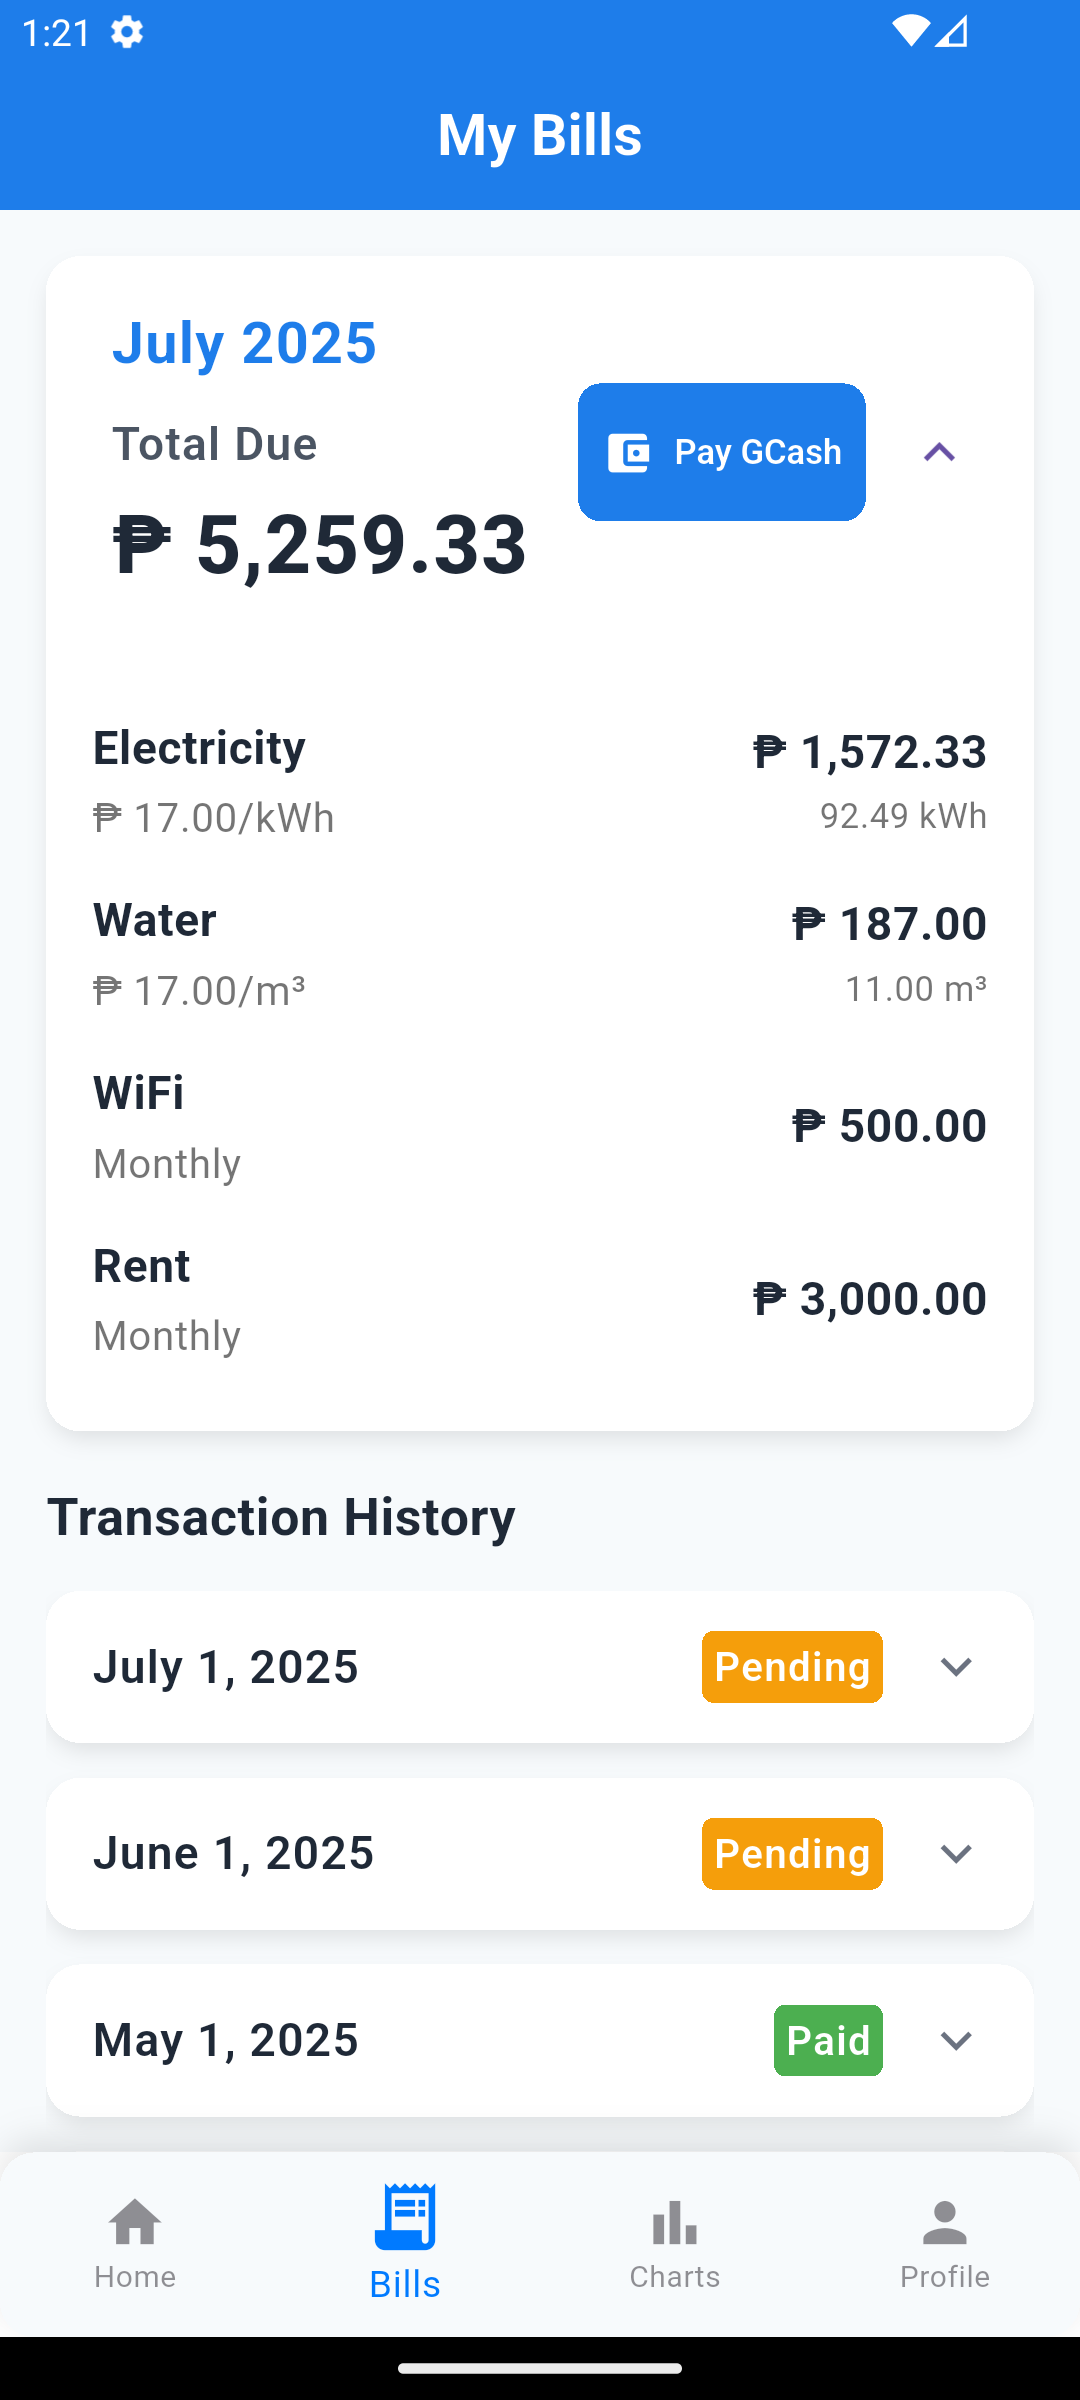 1:21
My Bills
July 2025
Total Due
₱ 5,259.33
Pay GCash
Electricity
₱ 1,572.33
₱ 17.00/kWh
92.49 kWh
Water
₱ 187.00
₱ 17.00/m³
11.00 m³
WiFi
₱ 500.00
Monthly
Rent
₱ 3,000.00
Monthly
Transaction History
July 1, 2025
Pending
June 1, 2025
Pending
May 1, 2025
Paid
Home
Bills
Charts
Profile